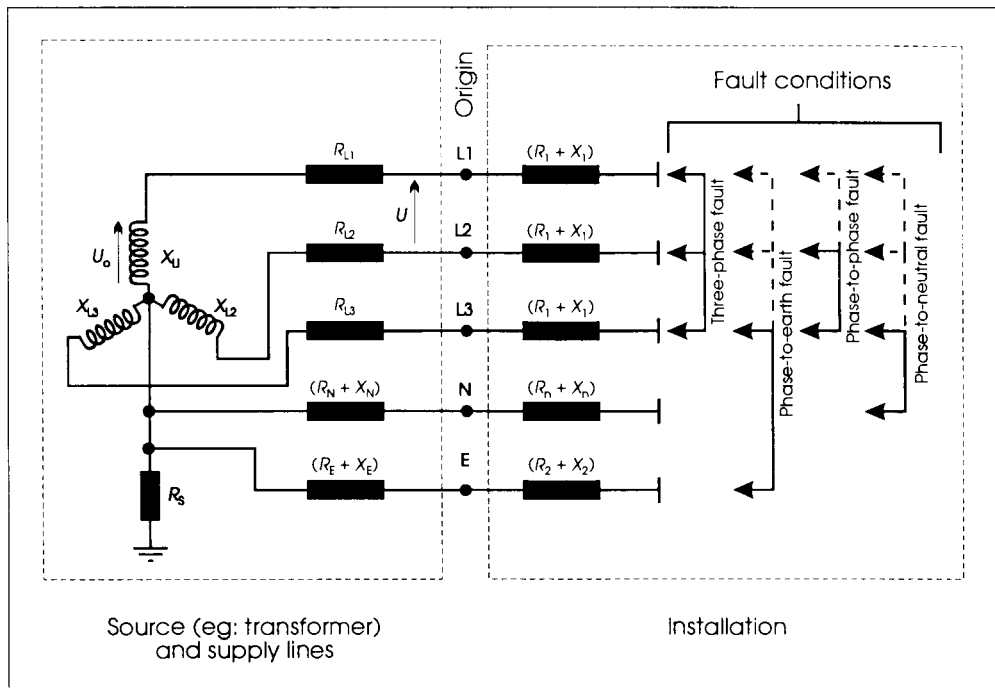 Origin
Fault conditions
R_L1
L1
(R_1 + X_1)
U
U_o
X_LI
R_L2
L2
(R_1 + X_1)
X_L3
X_L2
R_L3
L3
(R_1 + X_1)
Three-phase fault
Phase-to-earth fault
Phase-to-phase fault
Phase-to-neutral fault
(R_N + X_N)
N
(R_n + X_n)
(R_E + X_E)
E
(R_2 + X_2)
R_S
Source (eg: transformer)
and supply lines
Installation